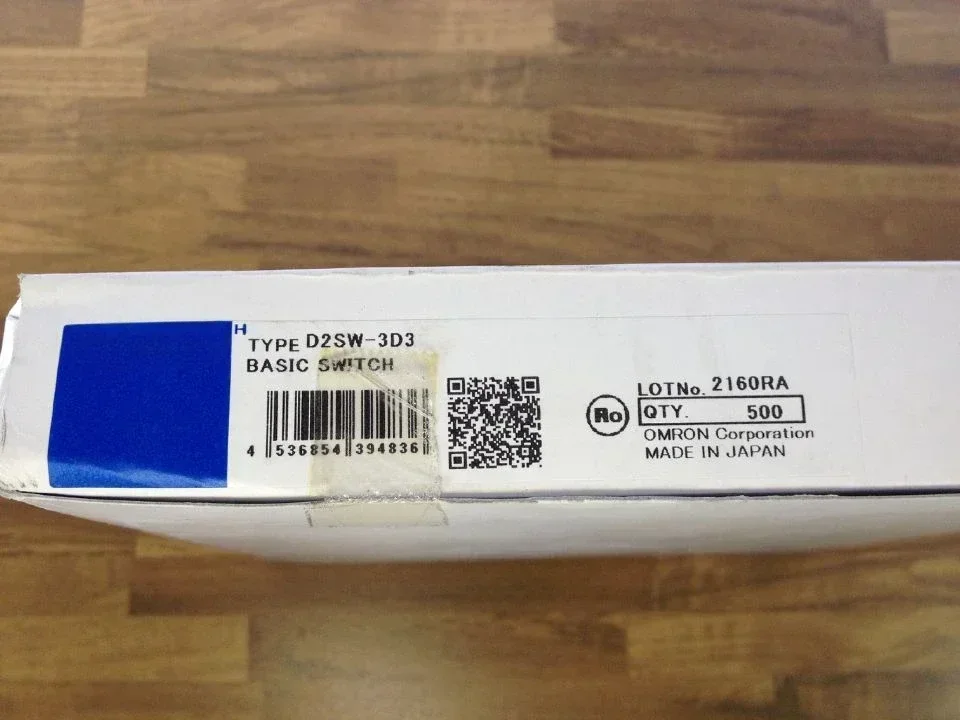 H
TYPE D2SW-3D3
BASIC SWITCH
4 536854 394836
LOTNo. 2160RA
Ro
QTY. 500
OMRON Corporation
MADE IN JAPAN